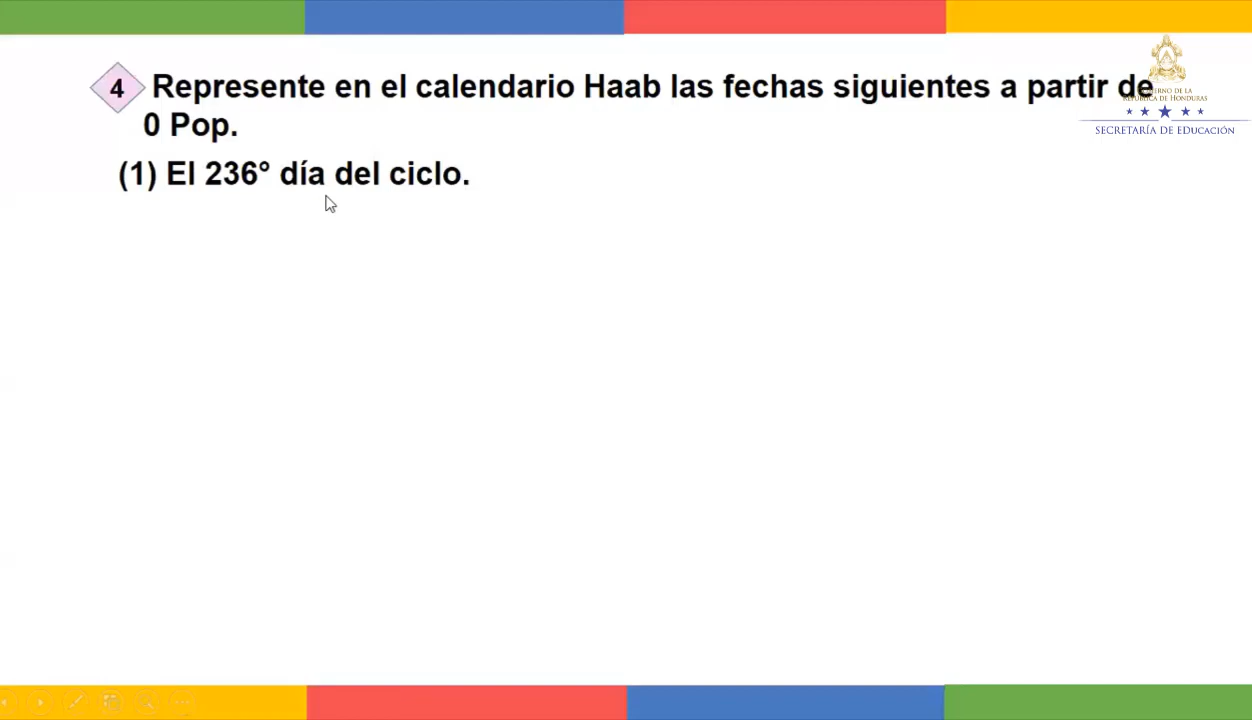 4 Represente en el calendario Haab las fechas siguientes a partir de
0 Pop.
(1) El 236° día del ciclo.
GOBIERNO DE LA
REPÚBLICA DE HONDURAS
SECRETARÍA DE EDUCACIÓN